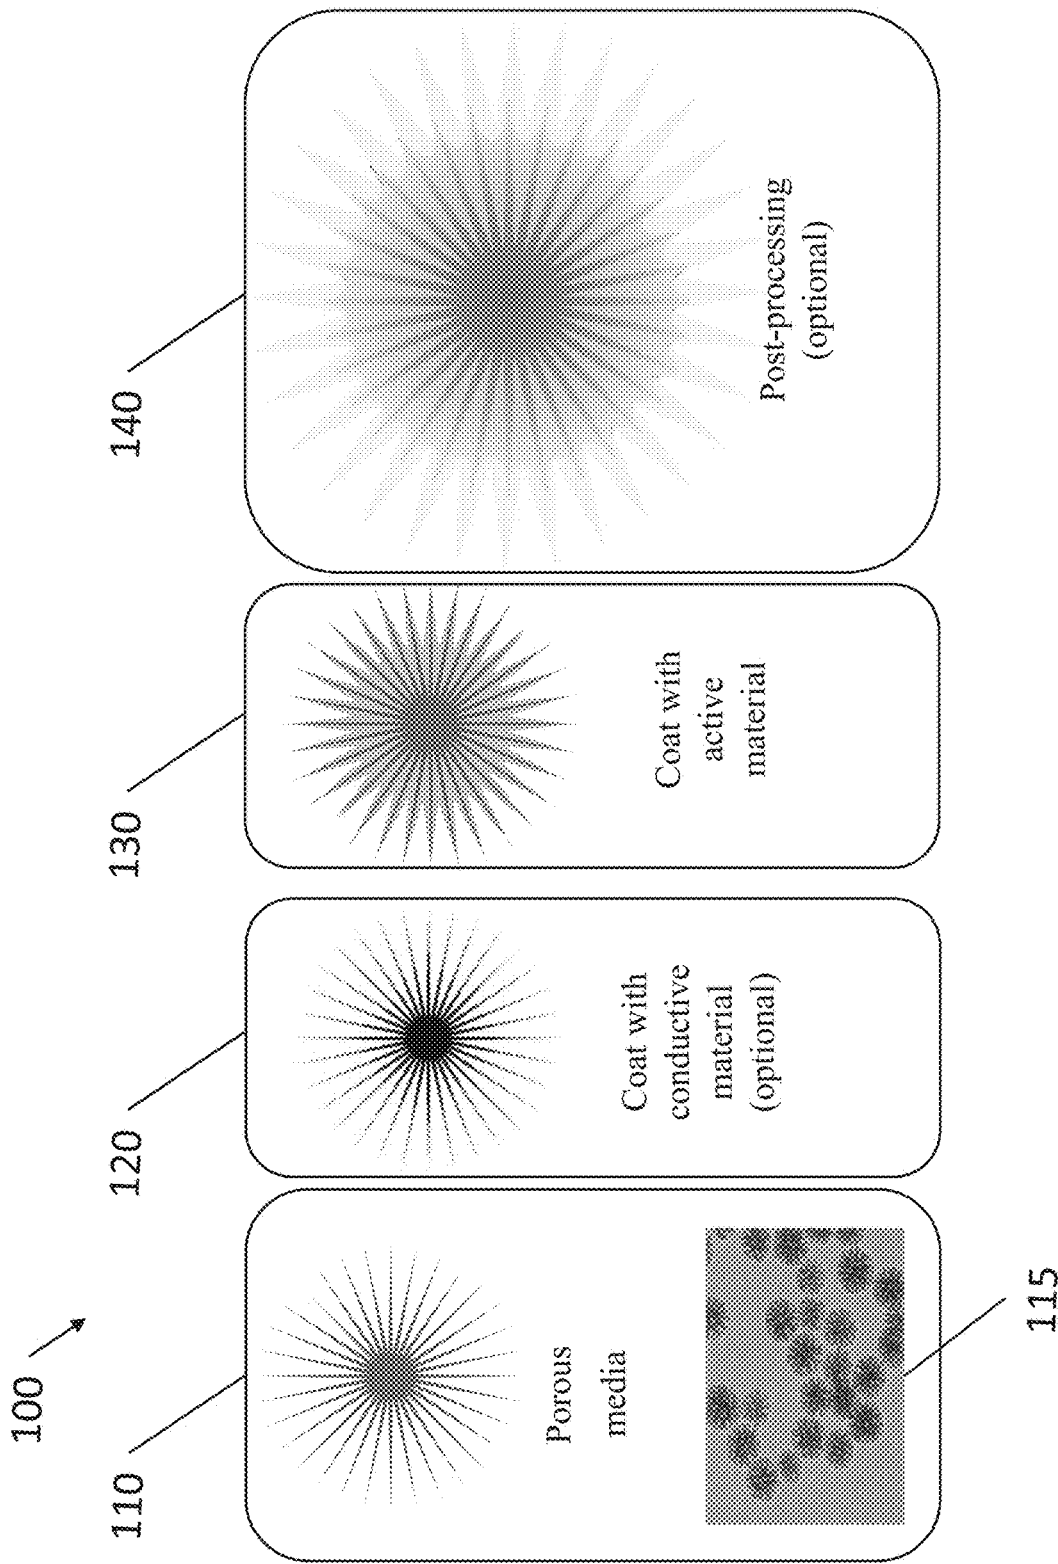 100
110
120
130
140
Porous
media
Coat with
conductive
material
(optional)
Coat with
active
material
Post-processing
(optional)
115